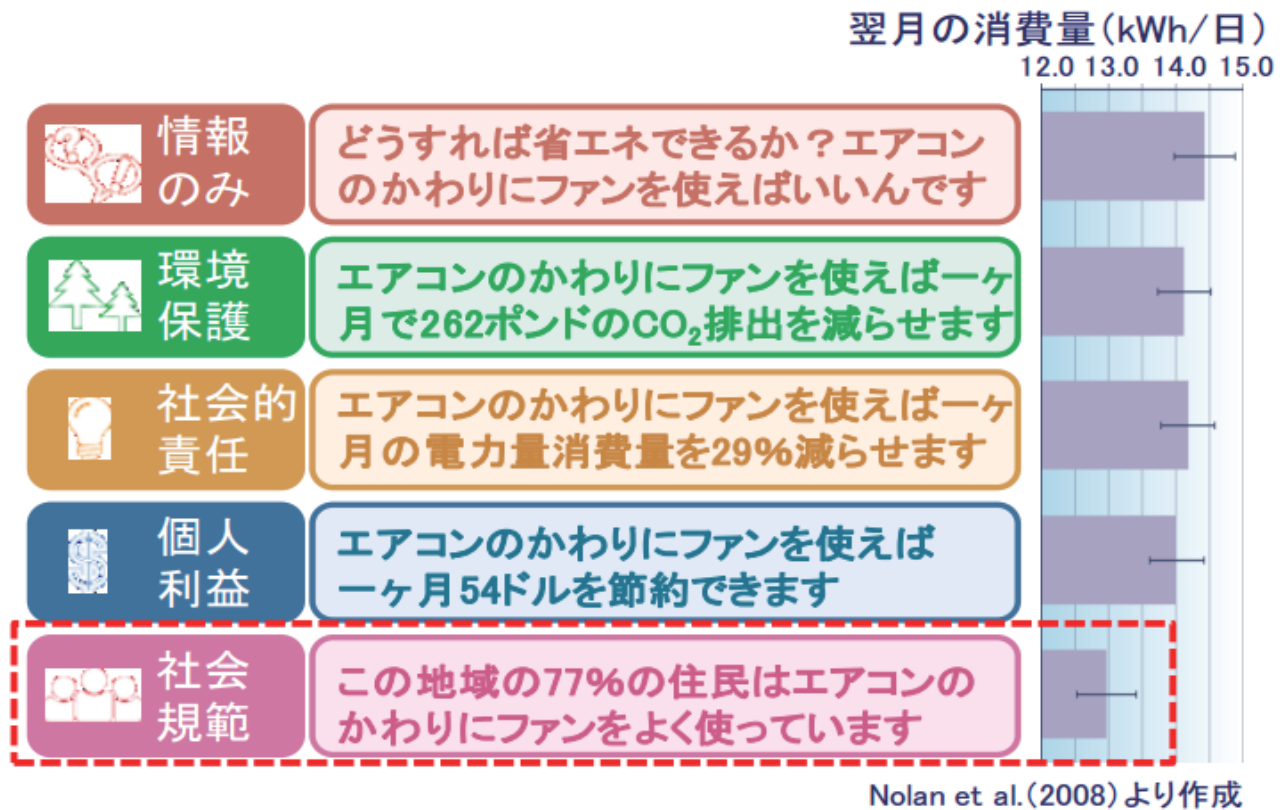 翌月の消費量(kWh/日)
12.0 13.0 14.0 15.0
情報
のみ
どうすれば省エネできるか？エアコン
のかわりにファンを使えばいいんです
環境
保護
エアコンのかわりにファンを使えば一ヶ
月で262ポンドのCO₂排出を減らせます
社会的
責任
エアコンのかわりにファンを使えば一ヶ
月の電力量消費量を29%減らせます
個人
利益
エアコンのかわりにファンを使えば
一ヶ月54ドルを節約できます
社会
規範
この地域の77%の住民はエアコンの
かわりにファンをよく使っています
Nolan et al.(2008)より作成